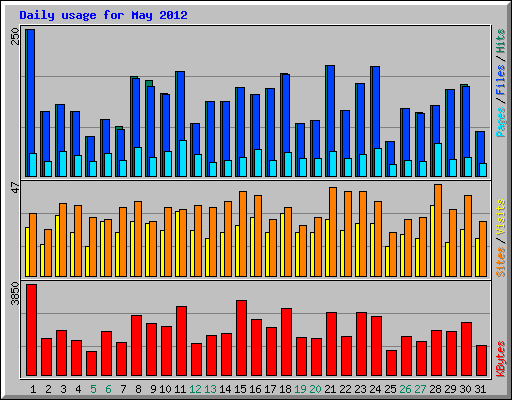 Daily usage for May 2012
250
Pages / Files / Hits
47
Sites / Visits
3850
KBytes
1 2 3 4 5 6 7 8 9 10 11 12 13 14 15 16 17 18 19 20 21 22 23 24 25 26 27 28 29 30 31